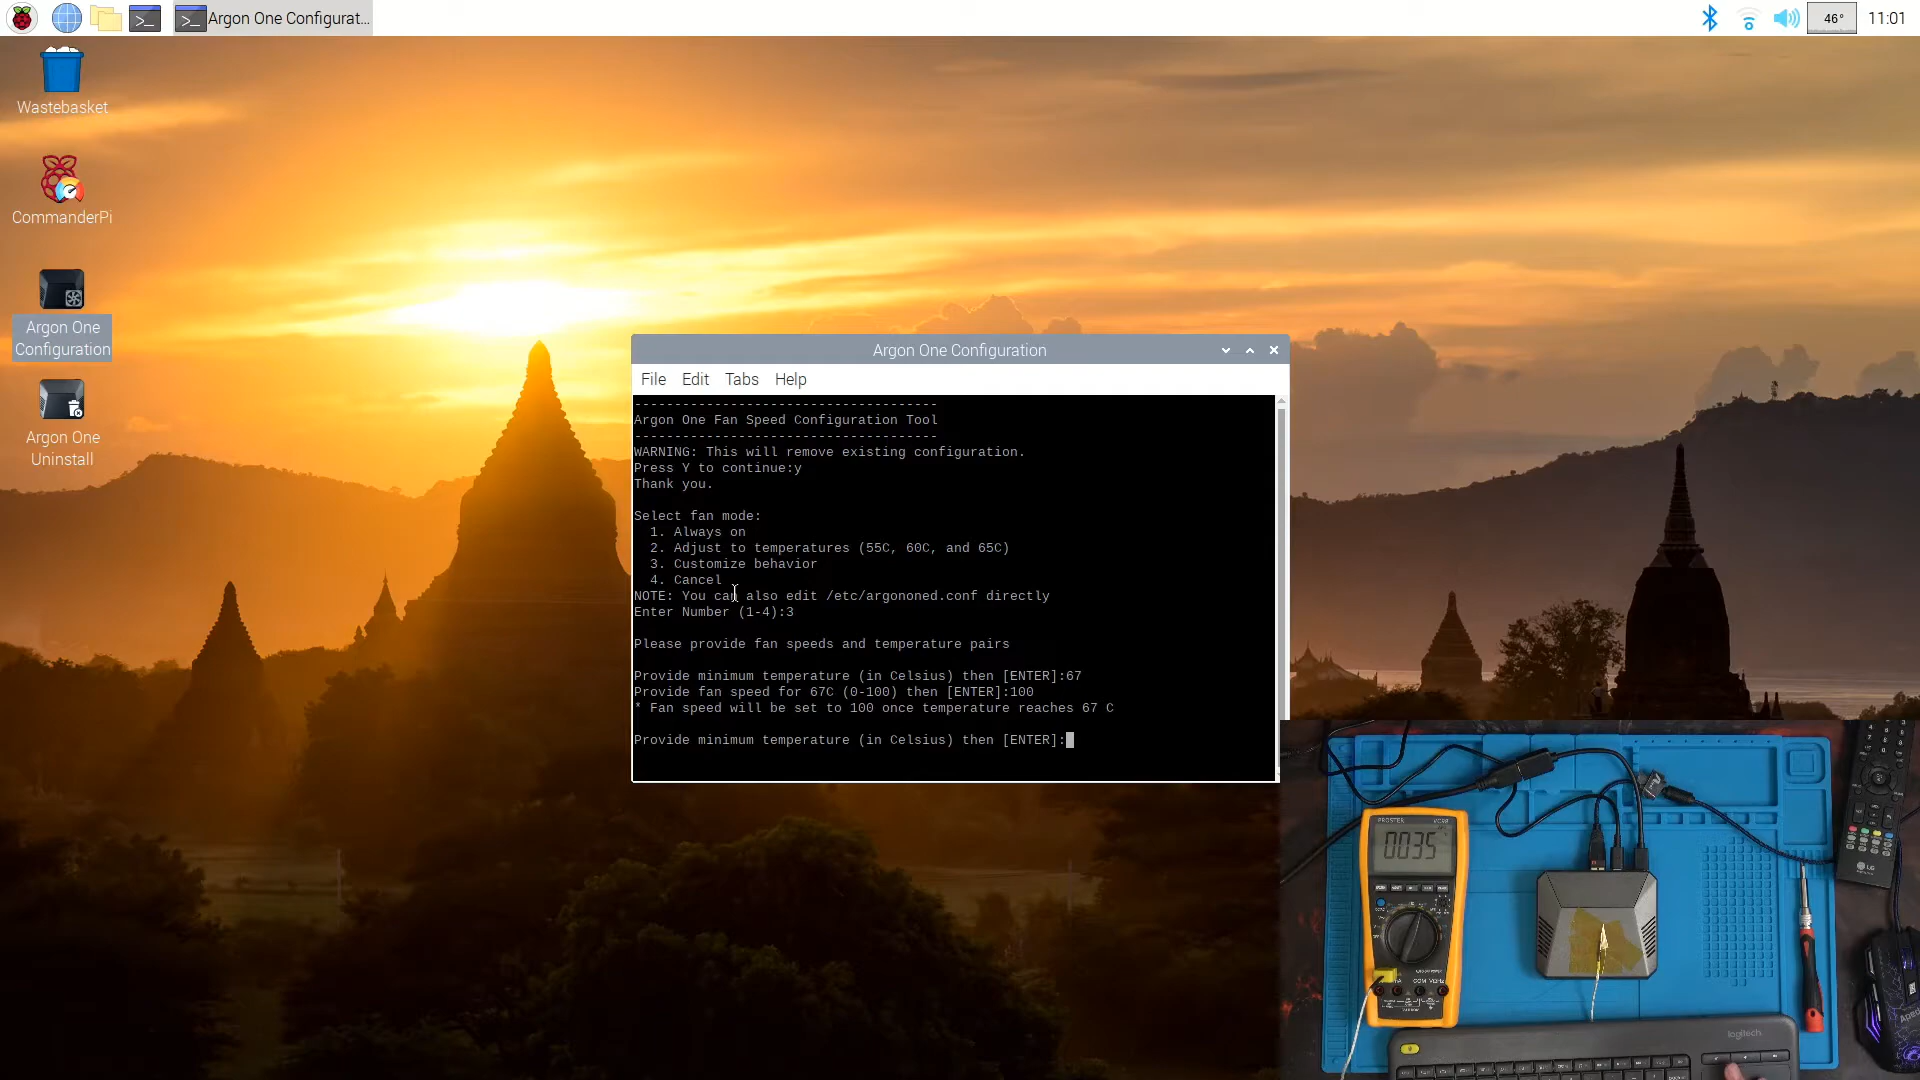 Argon One Configurat...
46°
11:01
Wastebasket
CommanderPi
Argon One
Configuration
Argon One
Uninstall
Argon One Configuration
File Edit Tabs Help
------------------------------------
Argon One Fan Speed Configuration Tool
------------------------------------
WARNING: This will remove existing configuration.
Press Y to continue:y
Thank you.
Select fan mode:
1. Always on
2. Adjust to temperatures (55C, 60C, and 65C)
3. Customize behavior
4. Cancel
NOTE: You can also edit /etc/argononed.conf directly
Enter Number (1-4):3
Please provide fan speeds and temperature pairs
Provide minimum temperature (in Celsius) then [ENTER]:67
Provide fan speed for 67C (0-100) then [ENTER]:100
* Fan speed will be set to 100 once temperature reaches 67 C
Provide minimum temperature (in Celsius) then [ENTER]:
0035
LG
logitech